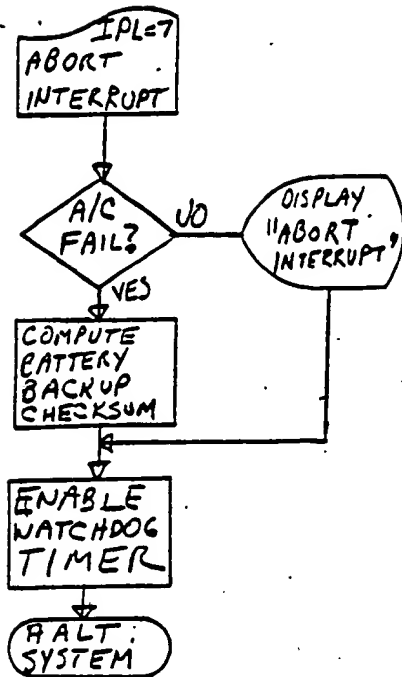 IPL=7
ABORT
INTERRUPT
A/C
FAIL?
NO
YES
DISPLAY
"ABORT
INTERRUPT"
COMPUTE
BATTERY
BACKUP
CHECKSUM
ENABLE
WATCHDOG
TIMER
HALT
SYSTEM